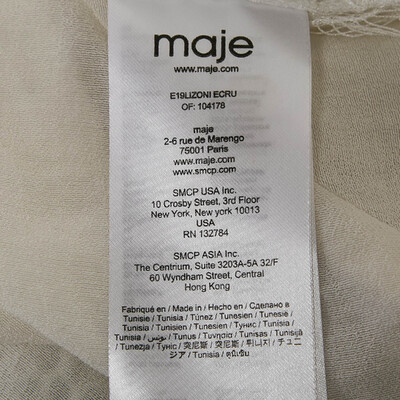 maje
www.maje.com
E19LIZONI ECRU
OF: 104178
maje
2-6 rue de Marengo
75001 Paris
www.maje.com
www.smcp.com
SMCP USA Inc.
10 Crosby Street, 3rd Floor
New York, New york 10013
USA
RN 132784
SMCP ASIA Inc.
The Centrium, Suite 3203A-5A 32/F
60 Wyndham Street, Central
Hong Kong
Fabriqué en / Made in / Hecho en / Сделано в
Tunisie / Tunisia / Túnez / Tunesien / Tunesië /
Tunisia / Tunisien / Tunesien / Тунис / Tunisia /
Tunisia / تونس / Tunus / Τυνησία / Tunisas / Tunisijā
/ Tunezja / Туніс / 突尼斯 / 突尼斯 / 튀니지 / チュニ
ジア / Tunisia / ตูนิเซีย